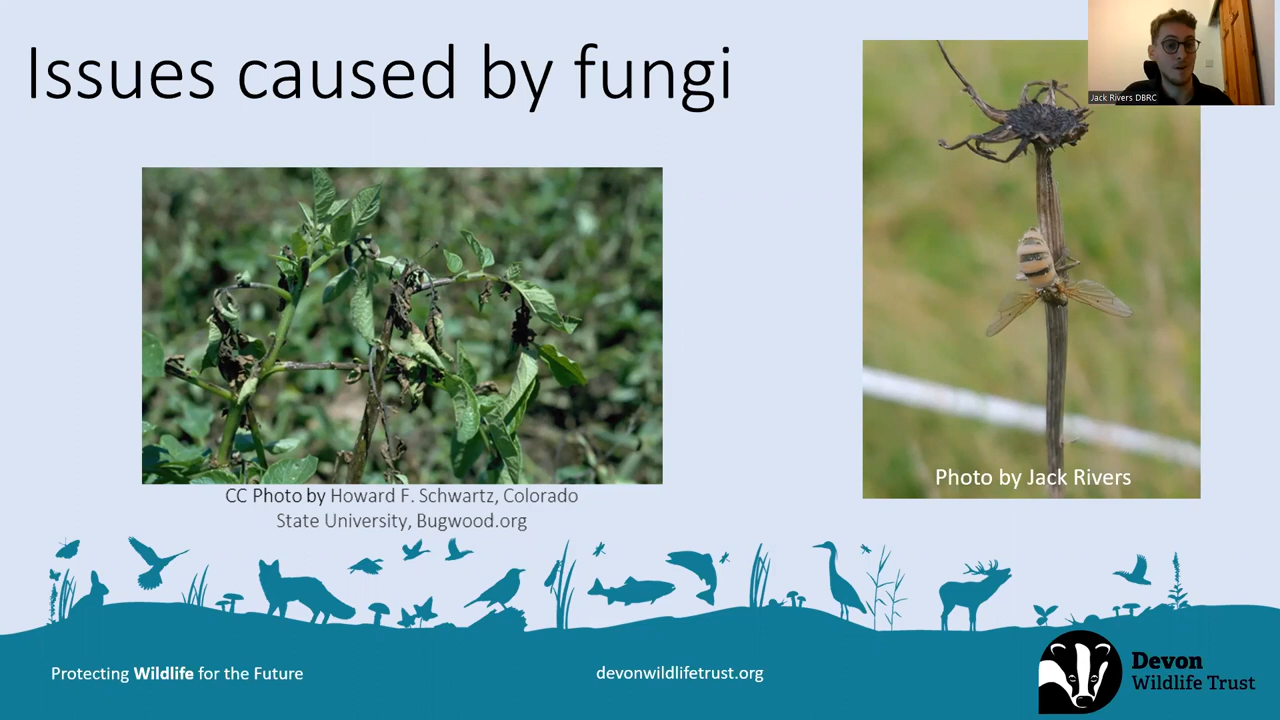 Issues caused by fungi
Jack Rivers DBRC
Photo by Jack Rivers
CC Photo by Howard F. Schwartz, Colorado
State University, Bugwood.org
Protecting Wildlife for the Future
devonwildlifetrust.org
Devon
Wildlife Trust